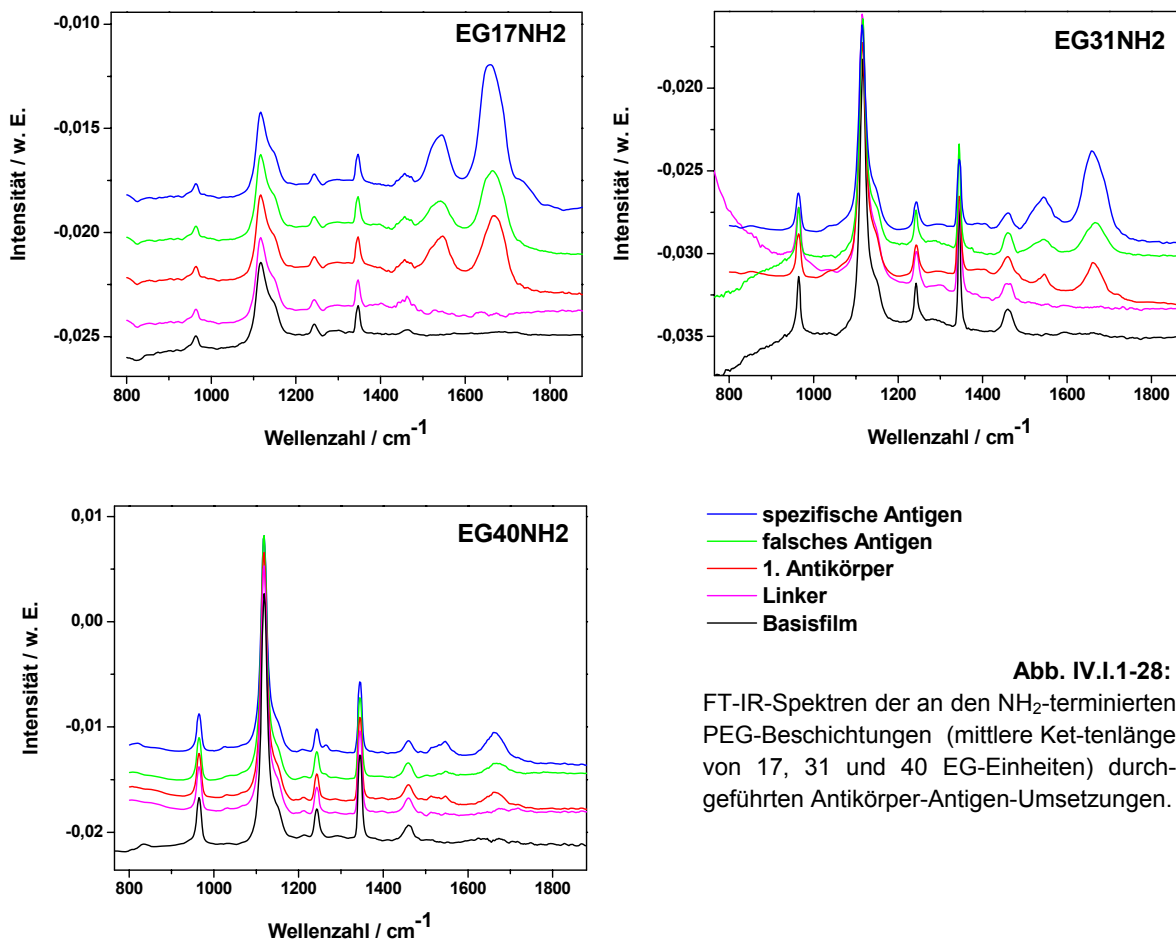 EG17NH2
-0,010
-0,015
-0,020
-0,025
Intensität / w. E.
800 1000 1200 1400 1600 1800
Wellenzahl / cm⁻¹
EG31NH2
-0,020
-0,025
-0,030
-0,035
Intensität / w. E.
800 1000 1200 1400 1600 1800
Wellenzahl / cm⁻¹
EG40NH2
0,01
0,00
-0,01
-0,02
Intensität / w. E.
800 1000 1200 1400 1600 1800
Wellenzahl / cm⁻¹
spezifische Antigen
falsches Antigen
1. Antikörper
Linker
Basisfilm
Abb. IV.I.1-28:
FT-IR-Spektren der an den NH₂-terminierten
PEG-Beschichtungen (mittlere Ket-tenlänge
von 17, 31 und 40 EG-Einheiten) durch-
geführten Antikörper-Antigen-Umsetzungen.